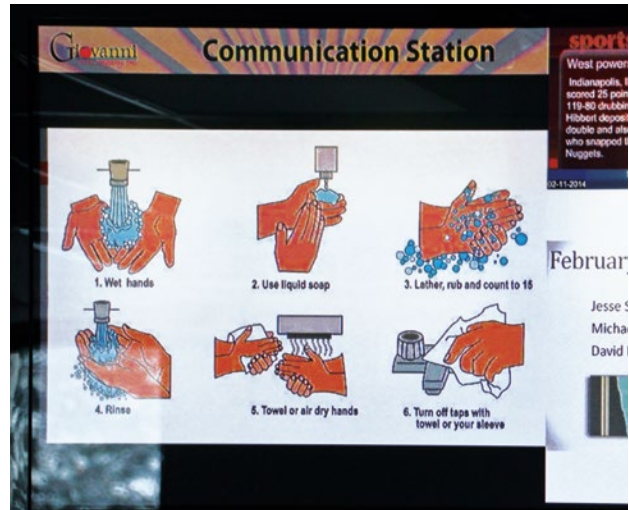 Giovanni
Communication Station
1. Wet hands
2. Use liquid soap
3. Lather, rub and count to 15
4. Rinse
5. Towel or air dry hands
6. Turn off taps with
towel or your sleeve
sports
West power
Indianapolis,
scored 25 poin
119-80 drubbin
Hibbert deposi
double and als
who snapped t
Nuggets.
02-11-2014
February
Jesse S
Micha
David